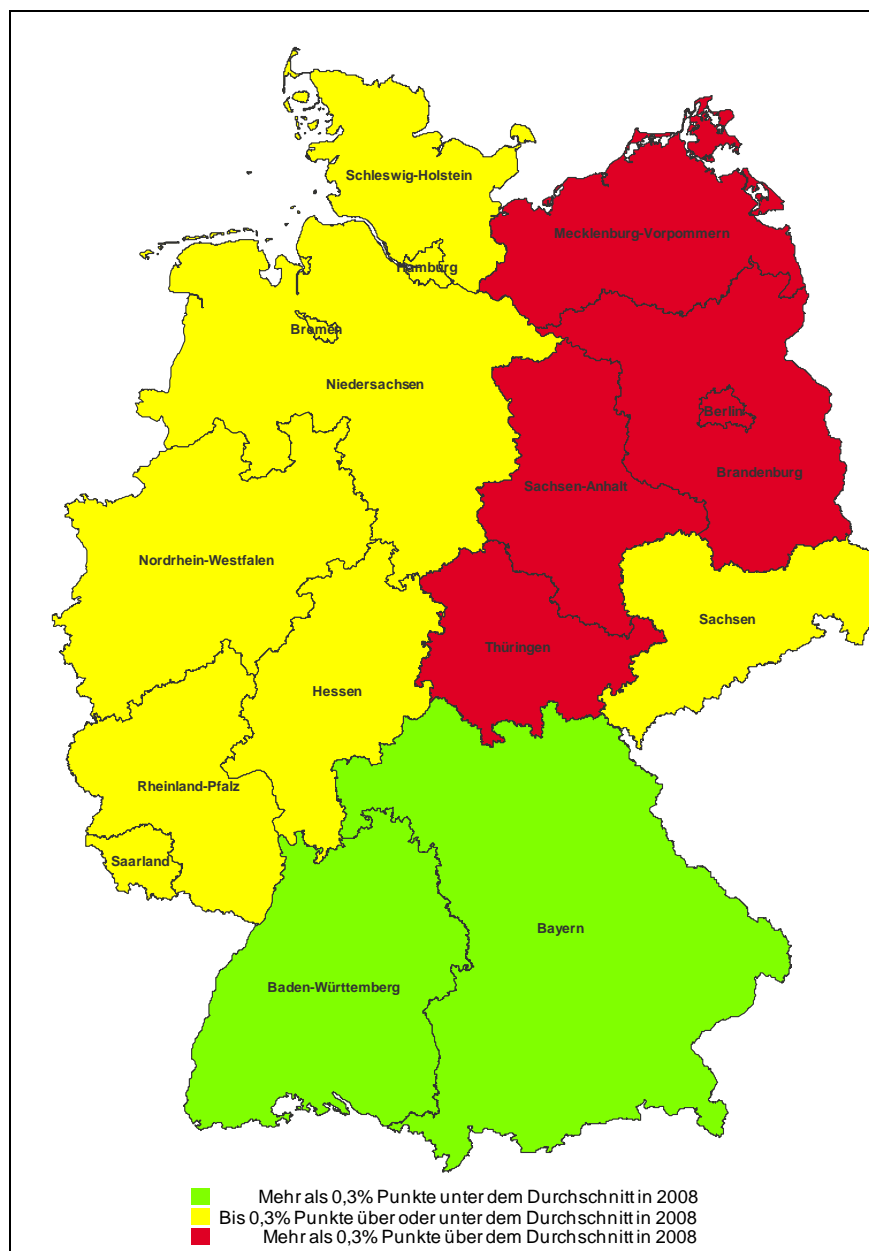 Schleswig-Holstein
Mecklenburg-Vorpommern
Hamburg
Bremen
Niedersachsen
Berlin
Brandenburg
Sachsen-Anhalt
Nordrhein-Westfalen
Sachsen
Thüringen
Hessen
Rheinland-Pfalz
Saarland
Bayern
Baden-Württemberg
Mehr als 0,3% Punkte unter dem Durchschnitt in 2008
Bis 0,3% Punkte über oder unter dem Durchschnitt in 2008
Mehr als 0,3% Punkte über dem Durchschnitt in 2008